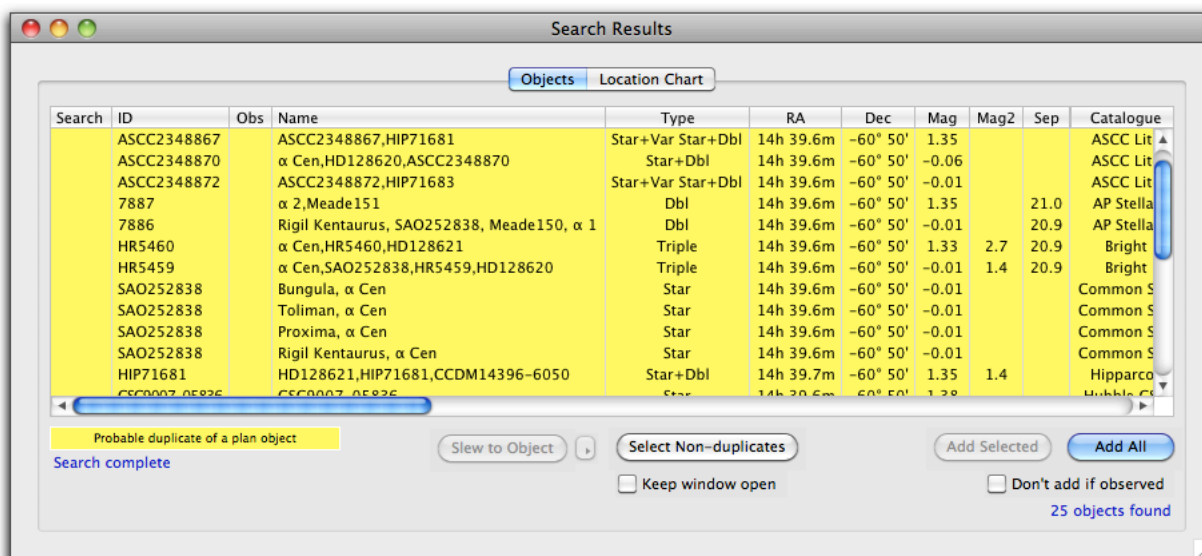 Search Results
Objects Location Chart
Search ID Obs Name Type RA Dec Mag Mag2 Sep Catalogue
ASCC2348867 ASCC2348867,HIP71681 Star+Var Star+Dbl 14h 39.6m -60° 50' 1.35 ASCC Lit
ASCC2348870 α Cen,HD128620,ASCC2348870 Star+Dbl 14h 39.6m -60° 50' -0.06 ASCC Lit
ASCC2348872 ASCC2348872,HIP71683 Star+Var Star+Dbl 14h 39.6m -60° 50' -0.01 ASCC Lit
7887 α 2,Meade151 Dbl 14h 39.6m -60° 50' 1.35 21.0 AP Stella
7886 Rigil Kentaurus, SAO252838, Meade150, α 1 Dbl 14h 39.6m -60° 50' -0.01 20.9 AP Stella
HR5460 α Cen,HR5460,HD128621 Triple 14h 39.6m -60° 50' 1.33 2.7 20.9 Bright
HR5459 α Cen,SAO252838,HR5459,HD128620 Triple 14h 39.6m -60° 50' -0.01 1.4 20.9 Bright
SAO252838 Bungula, α Cen Star 14h 39.6m -60° 50' -0.01 Common S
SAO252838 Toliman, α Cen Star 14h 39.6m -60° 50' -0.01 Common S
SAO252838 Proxima, α Cen Star 14h 39.6m -60° 50' -0.01 Common S
SAO252838 Rigil Kentaurus, α Cen Star 14h 39.6m -60° 50' -0.01 Common S
HIP71681 HD128621,HIP71681,CCDM14396-6050 Star+Dbl 14h 39.7m -60° 50' 1.35 1.4 Hipparco
Star 14h 39.6m -60° 50' 1.38
Probable duplicate of a plan object
Search complete
Slew to Object Select Non-duplicates Add Selected Add All
Keep window open Don't add if observed
25 objects found